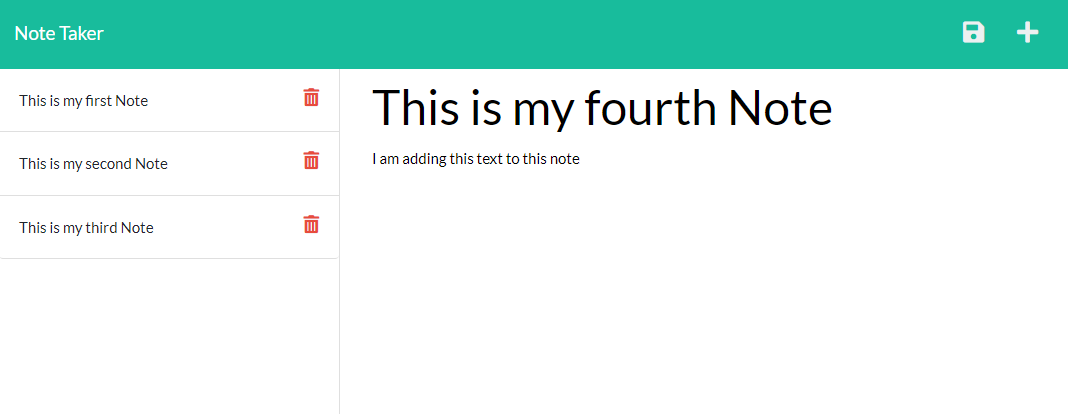 Note Taker
This is my first Note
This is my second Note
This is my third Note
This is my fourth Note
I am adding this text to this note